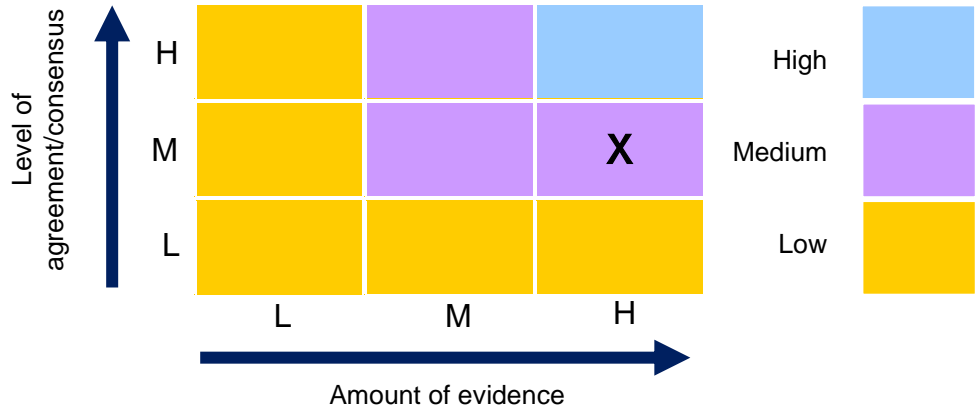 Level of
agreement/consensus
H
M
X
L
L
M
H
Amount of evidence
High
Medium
Low